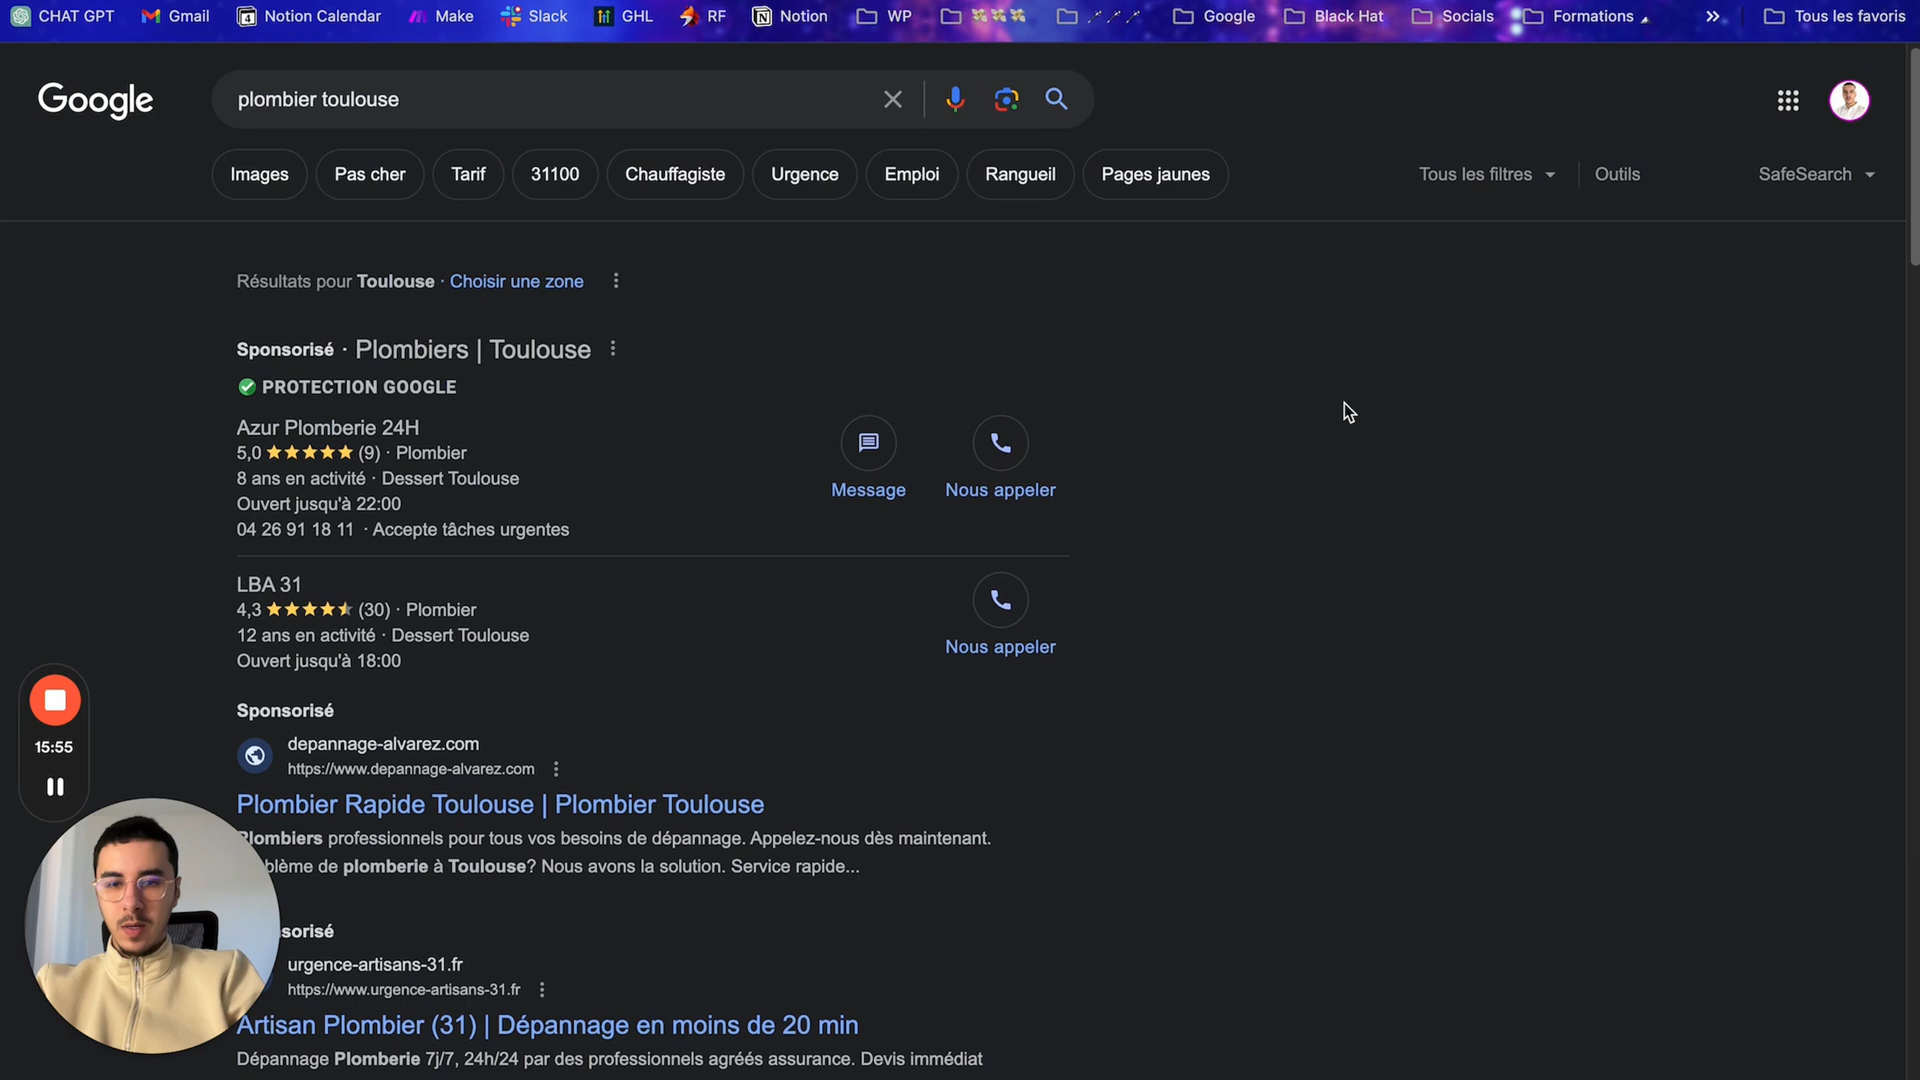 CHAT GPT Gmail Notion Calendar Make Slack GHL RF Notion WP Google Black Hat Socials Formations Tous les favoris
Google plombier toulouse
Images Pas cher Tarif 31100 Chauffagiste Urgence Emploi Rangueil Pages jaunes Tous les filtres Outils SafeSearch
Résultats pour Toulouse · Choisir une zone
Sponsorisé · Plombiers | Toulouse
PROTECTION GOOGLE
Azur Plomberie 24H
5,0 (9) · Plombier
8 ans en activité · Dessert Toulouse
Ouvert jusqu'à 22:00
04 26 91 18 11 · Accepte tâches urgentes
Message Nous appeler
LBA 31
4,3 (30) · Plombier
12 ans en activité · Dessert Toulouse
Ouvert jusqu'à 18:00
Nous appeler
Sponsorisé
depannage-alvarez.com
https://www.depannage-alvarez.com
Plombier Rapide Toulouse | Plombier Toulouse
Plombiers professionnels pour tous vos besoins de dépannage. Appelez-nous dès maintenant.
blème de plomberie à Toulouse? Nous avons la solution. Service rapide...
sorisé
urgence-artisans-31.fr
https://www.urgence-artisans-31.fr
Artisan Plombier (31) | Dépannage en moins de 20 min
Dépannage Plomberie 7j/7, 24h/24 par des professionnels agréés assurance. Devis immédiat
15:55